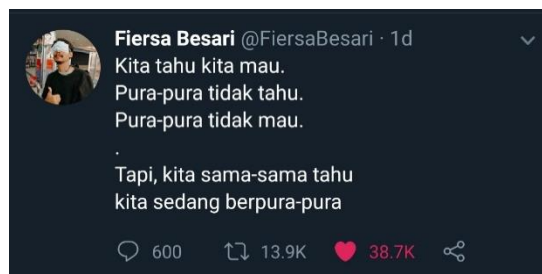 Fiersa Besari @FiersaBesari · 1d
Kita tahu kita mau.
Pura-pura tidak tahu.
Pura-pura tidak mau.
.
Tapi, kita sama-sama tahu
kita sedang berpura-pura
600 13.9K 38.7K